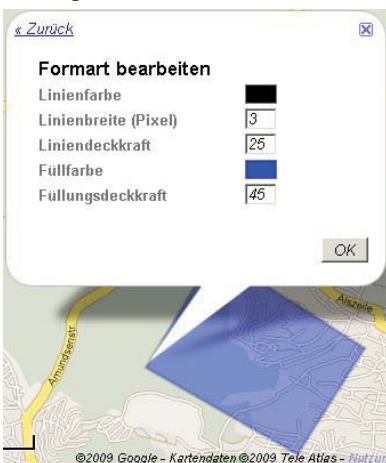 « Zurück
Formart bearbeiten
Linienfarbe
Linienbreite (Pixel) 3
Liniendeckkraft 25
Füllfarbe
Füllungsdeckkraft 45
OK
Alszeile
Amundsenstr
©2009 Google - Kartendaten ©2009 Tele Atlas -